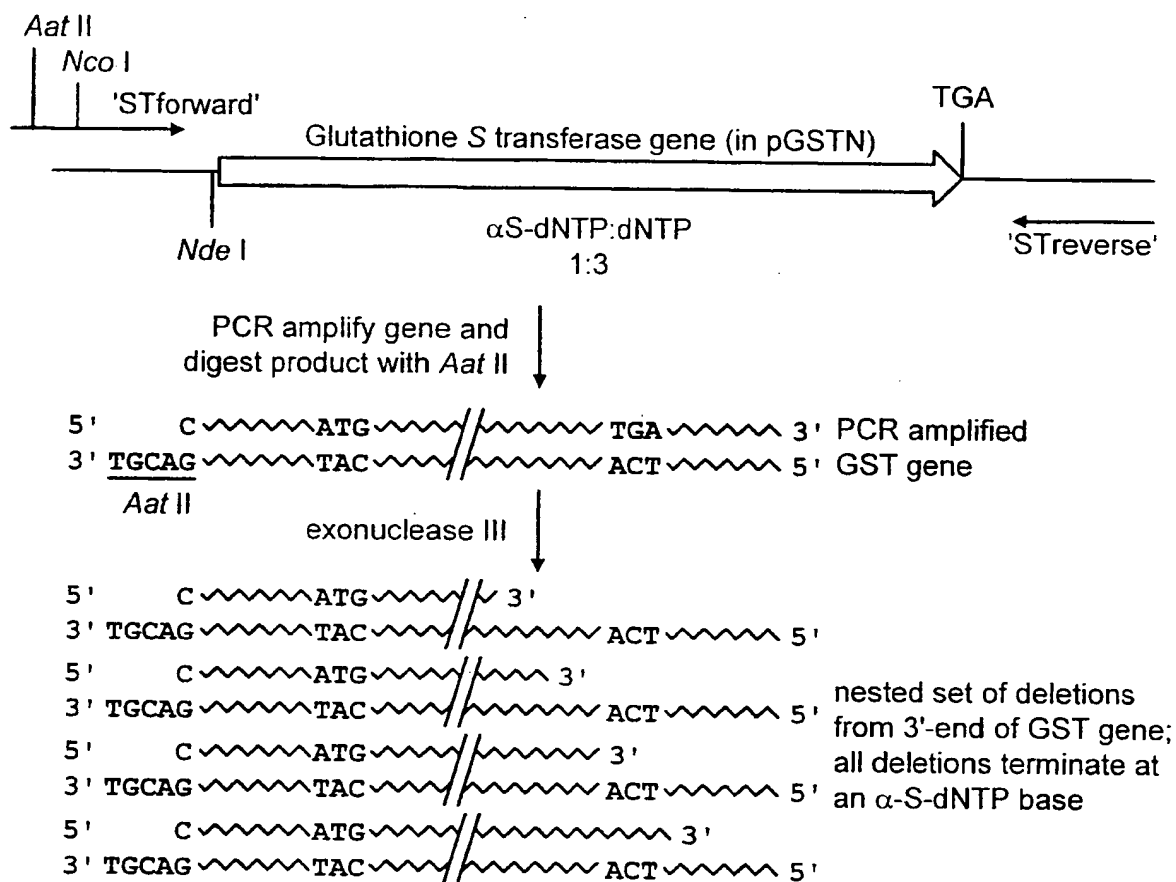 Aat II
Nco I
'STforward'
TGA
Glutathione S transferase gene (in pGSTN)
Nde I
αS-dNTP:dNTP
1:3
'STreverse'
PCR amplify gene and
digest product with Aat II
5' C ATG TGA 3' PCR amplified
3' TGCAG TAC ACT 5' GST gene
Aat II
exonuclease III
5' C ATG 3'
3' TGCAG TAC ACT 5'
5' C ATG 3'
3' TGCAG TAC ACT 5'
5' C ATG 3'
3' TGCAG TAC ACT 5'
5' C ATG 3'
3' TGCAG TAC ACT 5'
nested set of deletions
from 3'-end of GST gene;
all deletions terminate at
an α-S-dNTP base